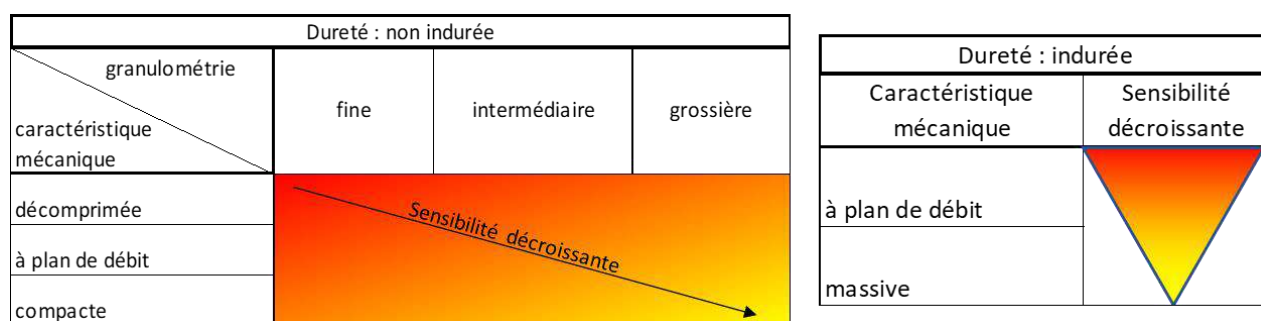 Dureté : non indurée
granulométrie
caractéristique
mécanique
fine
intermédiaire
grossière
décomprimée
à plan de débit
compacte
Sensibilité décroissante
Dureté : indurée
Caractéristique
mécanique
Sensibilité
décroissante
à plan de débit
massive